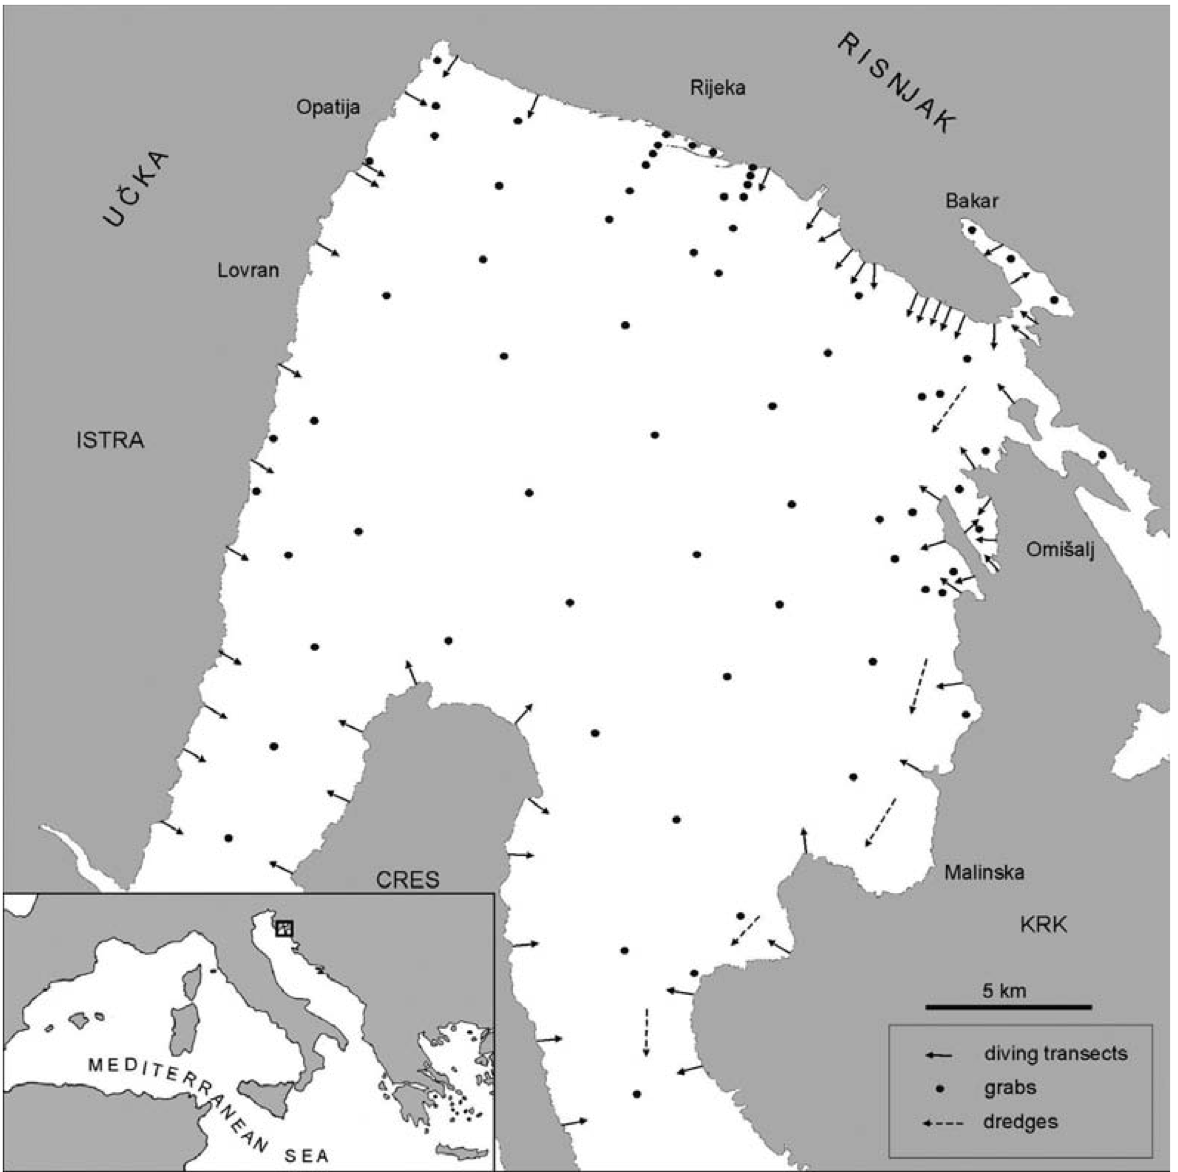 RISNJAK
Rijeka
Opatija
UČKA
Bakar
Lovran
ISTRA
Omišalj
CRES
Malinska
KRK
5 km
diving transects
grabs
dredges
MEDITERRANEAN SEA